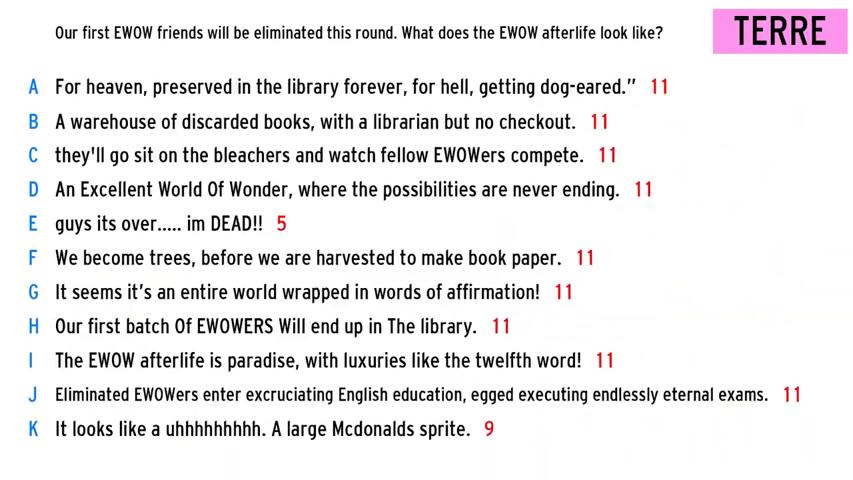 Our first EWOW friends will be eliminated this round. What does the EWOW afterlife look like?
TERRE
A For heaven, preserved in the library forever, for hell, getting dog-eared.” 11
B A warehouse of discarded books, with a librarian but no checkout. 11
C they'll go sit on the bleachers and watch fellow EWOWers compete. 11
D An Excellent World Of Wonder, where the possibilities are never ending. 11
E guys its over..... im DEAD!! 5
F We become trees, before we are harvested to make book paper. 11
G It seems it’s an entire world wrapped in words of affirmation! 11
H Our first batch Of EWOWERS Will end up in The library. 11
I The EWOW afterlife is paradise, with luxuries like the twelfth word! 11
J Eliminated EWOWers enter excruciating English education, egged executing endlessly eternal exams. 11
K It looks like a uhhhhhhhhh. A large Mcdonalds sprite. 9